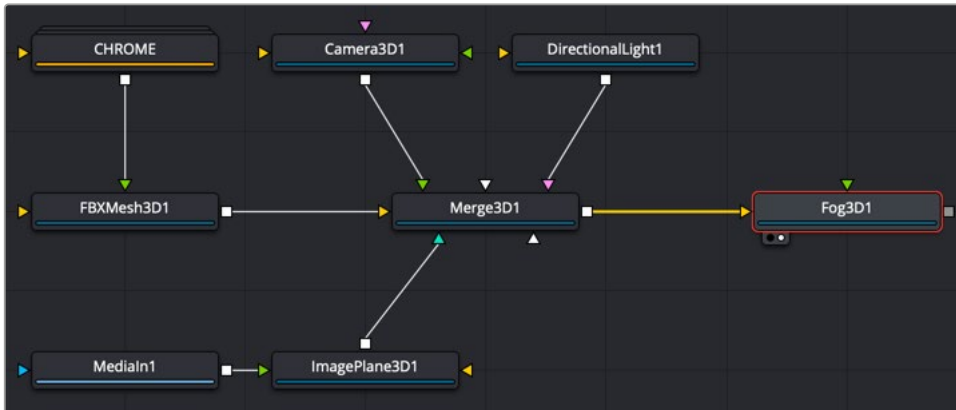 CHROME
Camera3D1
DirectionalLight1
FBXMesh3D1
Merge3D1
Fog3D1
MediaIn1
ImagePlane3D1